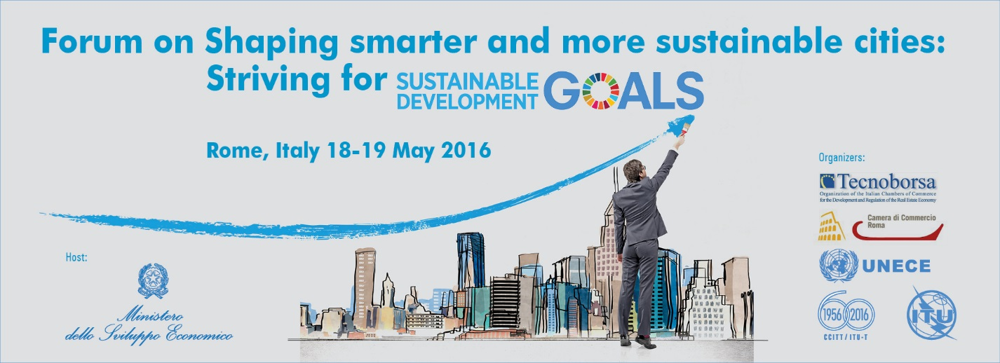 Forum on Shaping smarter and more sustainable cities:
Striving for SUSTAINABLE DEVELOPMENT GOALS
Rome, Italy 18-19 May 2016
Host:
Ministero
dello Sviluppo Economico
Organizers:
Tecnoborsa
Organization of the Italian Chambers of Commerce
for the Development and Regulation of the Real Estate Economy
Camera di Commercio
Roma
UNECE
60
1956 2016
CCITT / ITU-T
ITU